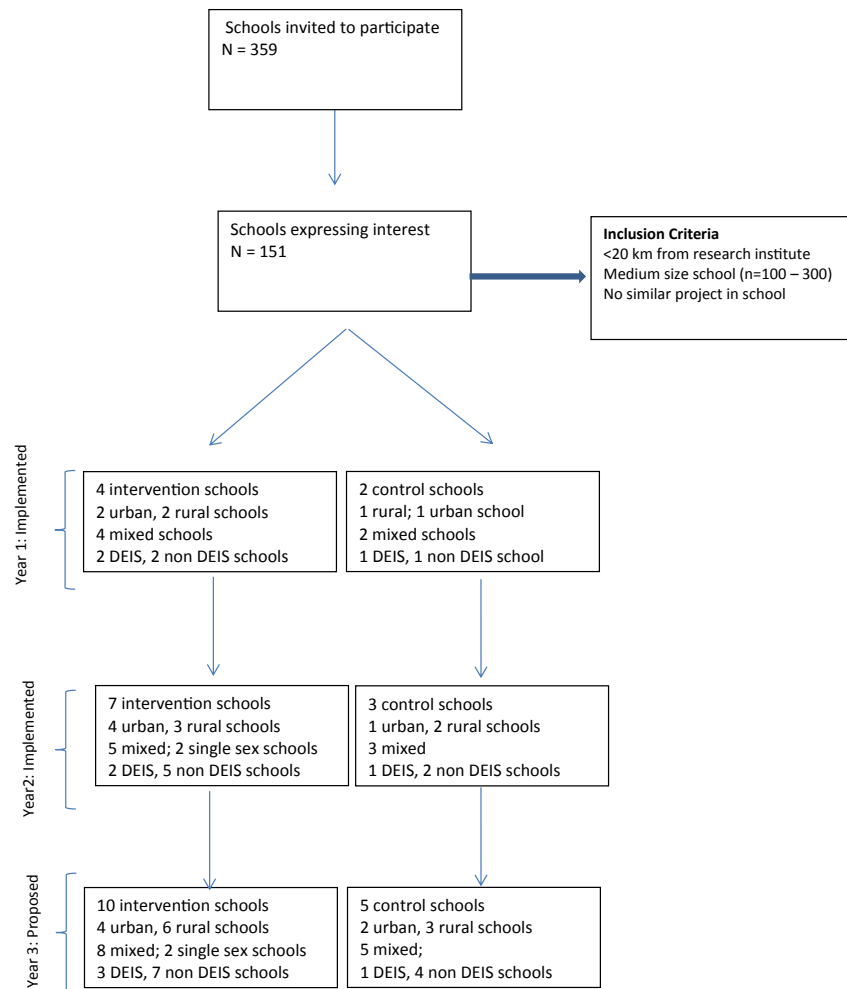 Schools invited to participate
N = 359
Schools expressing interest
N = 151
Inclusion Criteria
<20 km from research institute
Medium size school (n=100 – 300)
No similar project in school
Year 1: Implemented
4 intervention schools
2 urban, 2 rural schools
4 mixed schools
2 DEIS, 2 non DEIS schools
2 control schools
1 rural; 1 urban school
2 mixed schools
1 DEIS, 1 non DEIS school
Year2: Implemented
7 intervention schools
4 urban, 3 rural schools
5 mixed; 2 single sex schools
2 DEIS, 5 non DEIS schools
3 control schools
1 urban, 2 rural schools
3 mixed
1 DEIS, 2 non DEIS schools
Year 3: Proposed
10 intervention schools
4 urban, 6 rural schools
8 mixed; 2 single sex schools
3 DEIS, 7 non DEIS schools
5 control schools
2 urban, 3 rural schools
5 mixed;
1 DEIS, 4 non DEIS schools